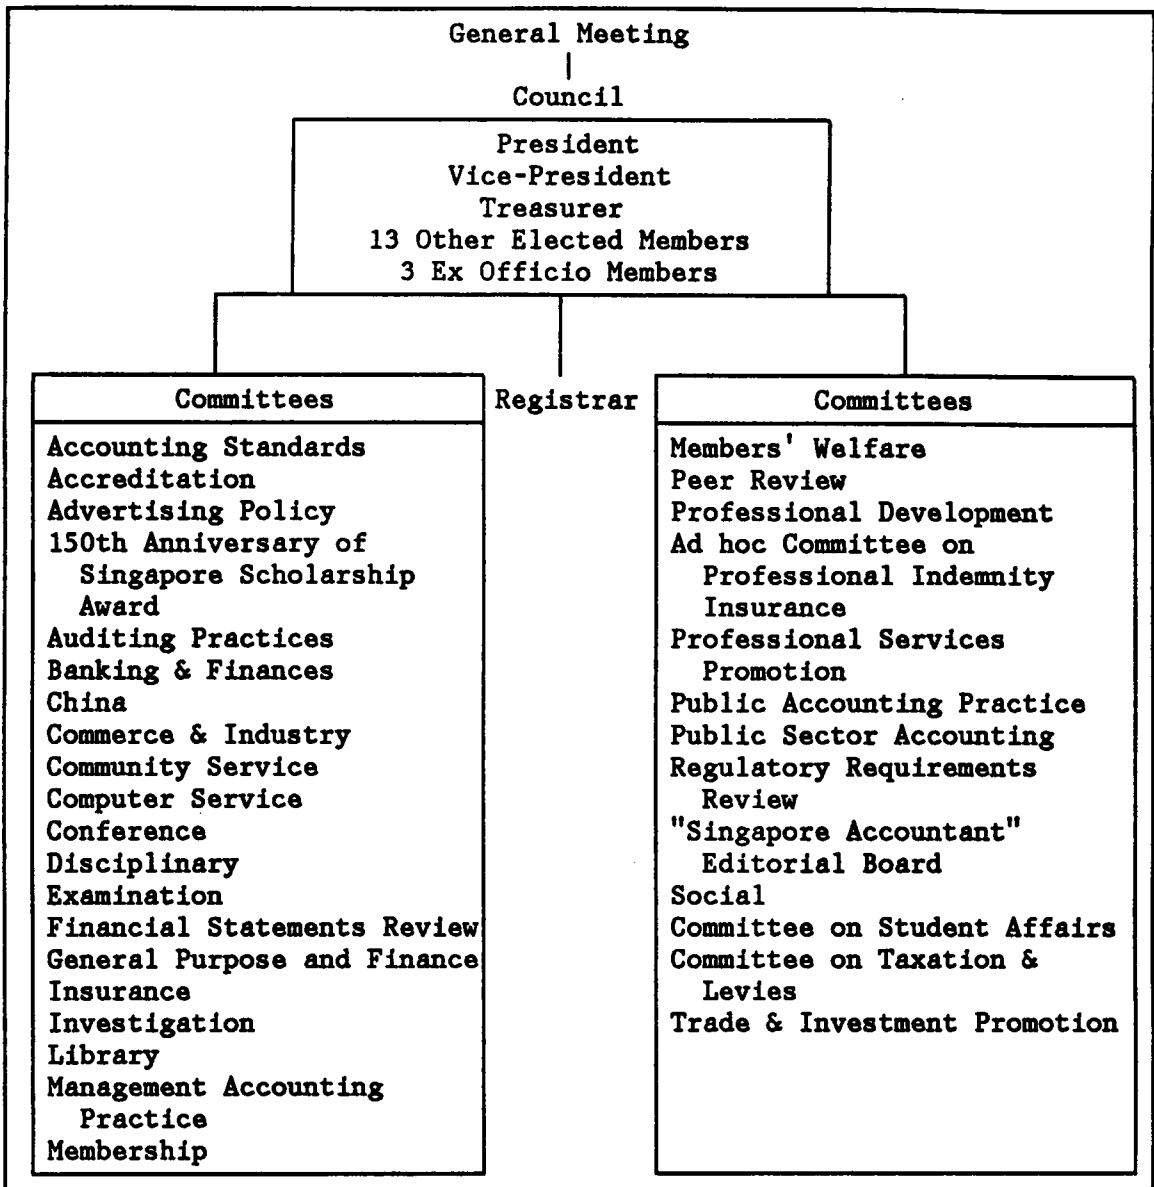 General Meeting
Council
President
Vice-President
Treasurer
13 Other Elected Members
3 Ex Officio Members
Committees
Accounting Standards
Accreditation
Advertising Policy
150th Anniversary of
Singapore Scholarship
Award
Auditing Practices
Banking & Finances
China
Commerce & Industry
Community Service
Computer Service
Conference
Disciplinary
Examination
Financial Statements Review
General Purpose and Finance
Insurance
Investigation
Library
Management Accounting
Practice
Membership
Registrar
Committees
Members' Welfare
Peer Review
Professional Development
Ad hoc Committee on
Professional Indemnity
Insurance
Professional Services
Promotion
Public Accounting Practice
Public Sector Accounting
Regulatory Requirements
Review
"Singapore Accountant"
Editorial Board
Social
Committee on Student Affairs
Committee on Taxation &
Levies
Trade & Investment Promotion